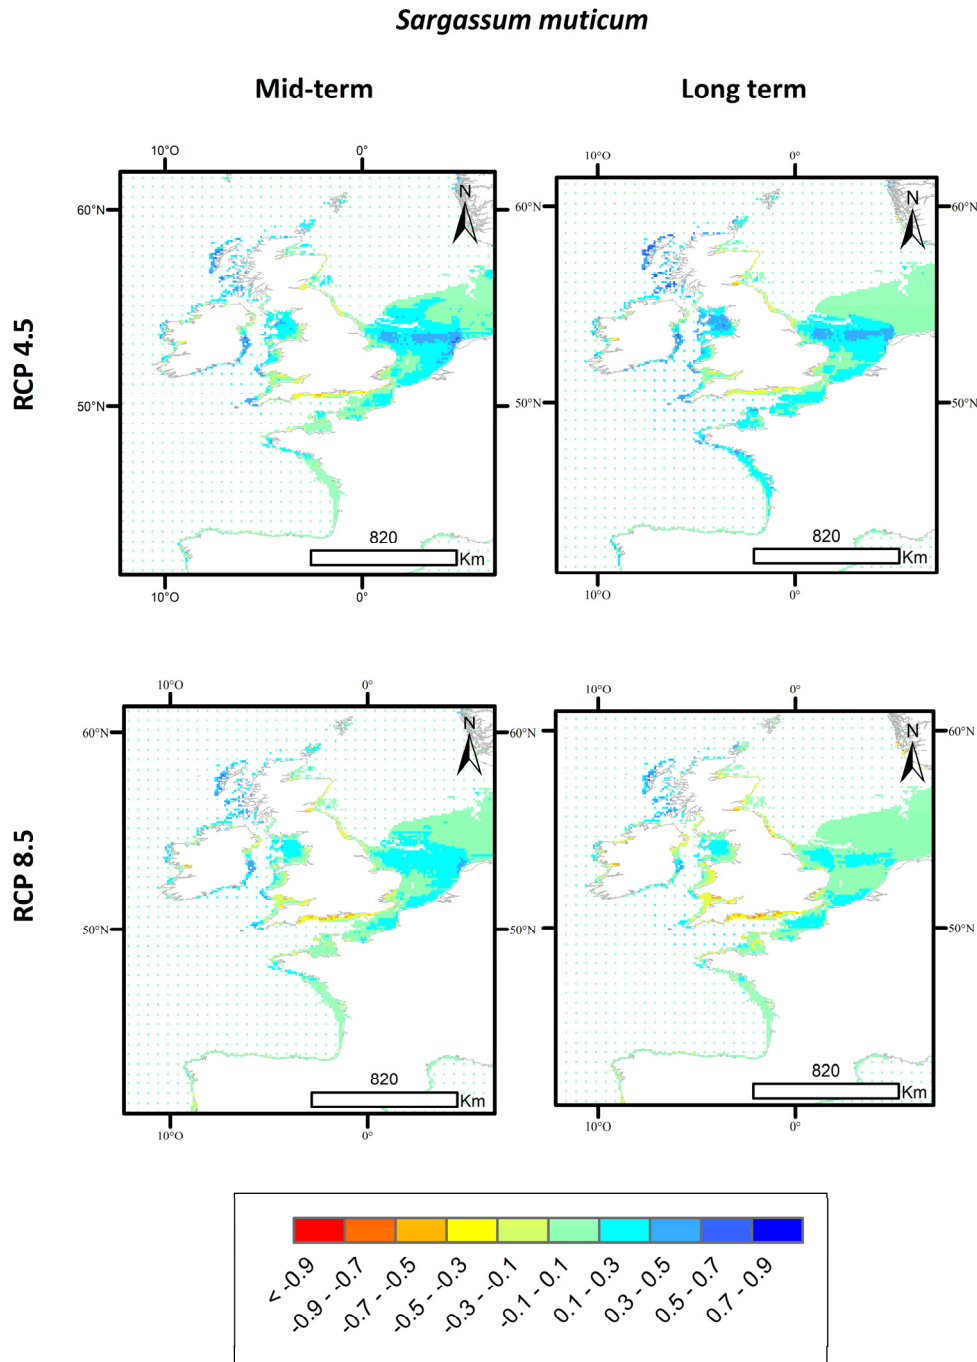 Sargassum muticum
Mid-term
Long term
RCP 4.5
10°O 0°
60°N
50°N
N
820
Km
10°O 0°
10°O 0°
60°N
50°N
N
820
Km
10°O 0°
RCP 8.5
10°O 0°
60°N
50°N
N
820
Km
10°O 0°
10°O 0°
60°N
50°N
N
820
Km
10°O 0°
< -0.9
-0.9 - -0.7
-0.7 - -0.5
-0.5 - -0.3
-0.3 - -0.1
-0.1 - 0.1
0.1 - 0.3
0.3 - 0.5
0.5 - 0.7
0.7 - 0.9